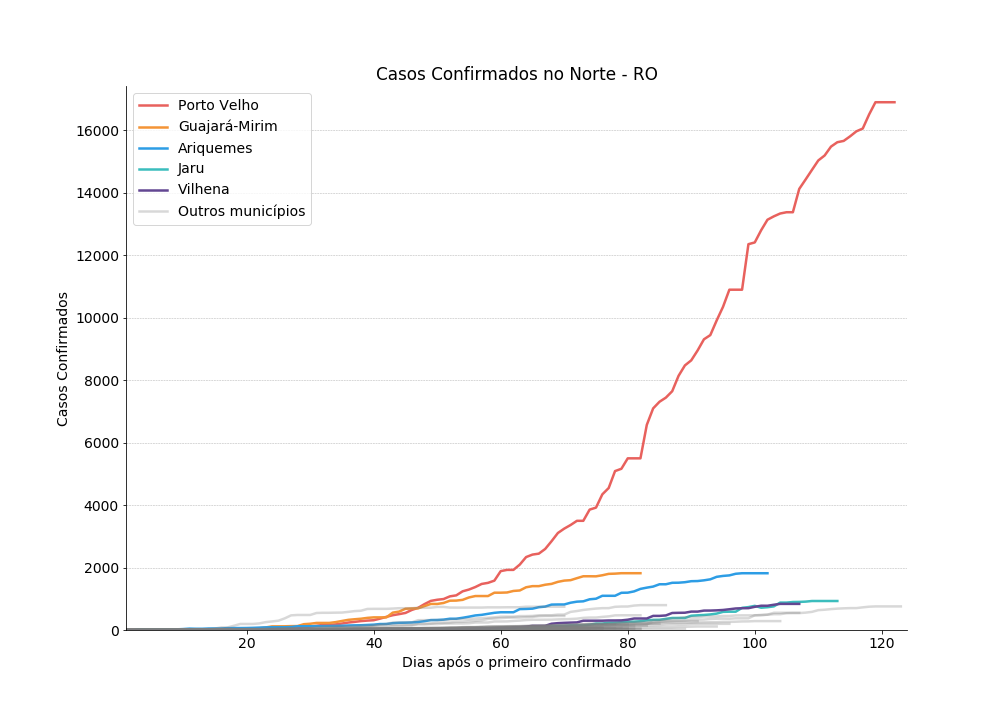 Casos Confirmados no Norte - RO
Porto Velho
Guajará-Mirim
Ariquemes
Jaru
Vilhena
Outros municípios
16000
14000
12000
10000
8000
6000
4000
2000
0
Casos Confirmados
20 40 60 80 100 120
Dias após o primeiro confirmado